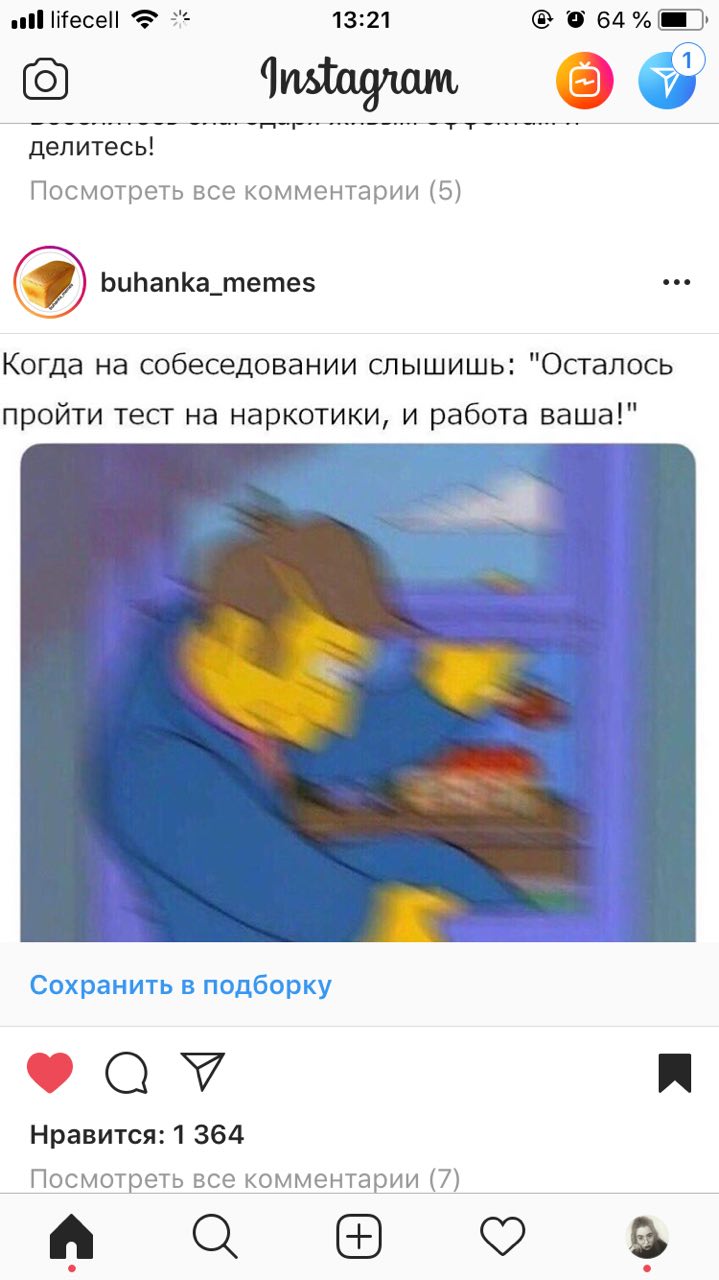 lifecell 13:21 64 %
Instagram 1
делитесь!
Посмотреть все комментарии (5)
buhanka_memes
Когда на собеседовании слышишь: "Осталось
пройти тест на наркотики, и работа ваша!"
Сохранить в подборку
Нравится: 1 364
Посмотреть все комментарии (7)